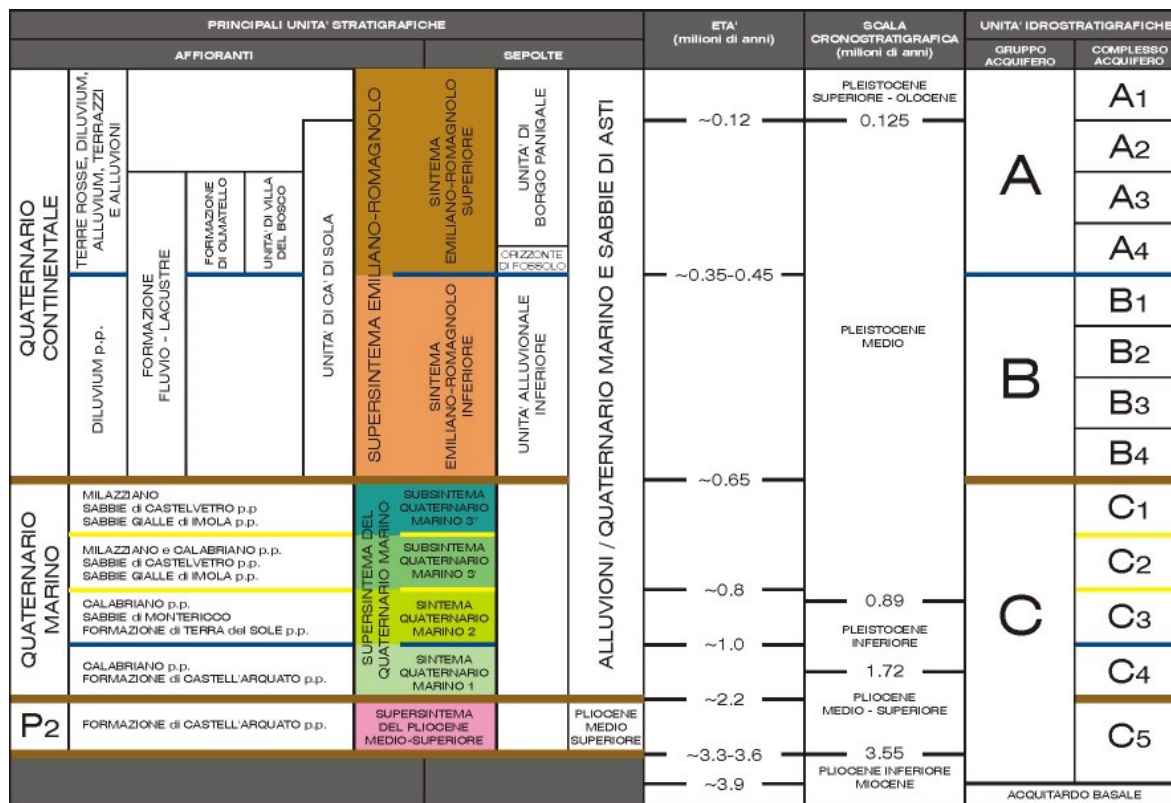 PRINCIPALI UNITA' STRATIGRAFICHE
AFFIORANTI
SEPOLTE
ETA'
(milioni di anni)
SCALA
CRONOSTRATIGRAFICA
(milioni di anni)
UNITA' IDROSTRATIGRAFICHE
GRUPPO
ACQUIFERO
COMPLESSO
ACQUIFERO
QUATERNARIO
CONTINENTALE
TERRE ROSSE, DILUVIUM,
ALLUVIUM, TERRAZZI
E ALLUVIONI
DILUVIUM p.p.
FORMAZIONE
FLUVIO - LACUSTRE
FORMAZIONE
DI OLMATELLO
UNITA' DI VILLA
DEL BOSCO
UNITA' DI CA' DI SOLA
SUPERSINTEMA EMILIANO-ROMAGNOLO
SINTEMA
EMILIANO-ROMAGNOLO
SUPERIORE
SINTEMA
EMILIANO-ROMAGNOLO
INFERIORE
UNITA' DI
BORGO PANIGALE
ORIZZONTE
DI FOSSOLO
UNITA' ALLUVIONALE
INFERIORE
ALLUVIONI / QUATERNARIO MARINO E SABBIE DI ASTI
~0.12
~0.35-0.45
~0.65
~0.8
~1.0
~2.2
~3.3-3.6
~3.9
PLEISTOCENE
SUPERIORE - OLOCENE
0.125
PLEISTOCENE
MEDIO
0.89
PLEISTOCENE
INFERIORE
1.72
PLIOCENE
MEDIO - SUPERIORE
3.55
PLIOCENE INFERIORE
MIOCENE
A
A1
A2
A3
A4
B
B1
B2
B3
B4
C
C1
C2
C3
C4
C5
ACQUITARDO BASALE
QUATERNARIO
MARINO
MILAZZIANO
SABBIE di CASTELVETRO p.p
SABBIE GIALLE di IMOLA p.p.
MILAZZIANO e CALABRIANO p.p.
SABBIE di CASTELVETRO p.p.
SABBIE GIALLE di IMOLA p.p.
CALABRIANO p.p.
SABBIE di MONTERICCO
FORMAZIONE di TERRA del SOLE p.p.
CALABRIANO p.p.
FORMAZIONE di CASTELL'ARQUATO p.p.
SUPERSINTEMA DEL
QUATERNARIO MARINO
SUBSINTEMA
QUATERNARIO
MARINO 3"
SUBSINTEMA
QUATERNARIO
MARINO 3'
SINTEMA
QUATERNARIO
MARINO 2
SINTEMA
QUATERNARIO
MARINO 1
P2
FORMAZIONE di CASTELL'ARQUATO p.p.
SUPERSINTEMA
DEL PLIOCENE
MEDIO-SUPERIORE
PLIOCENE
MEDIO
SUPERIORE